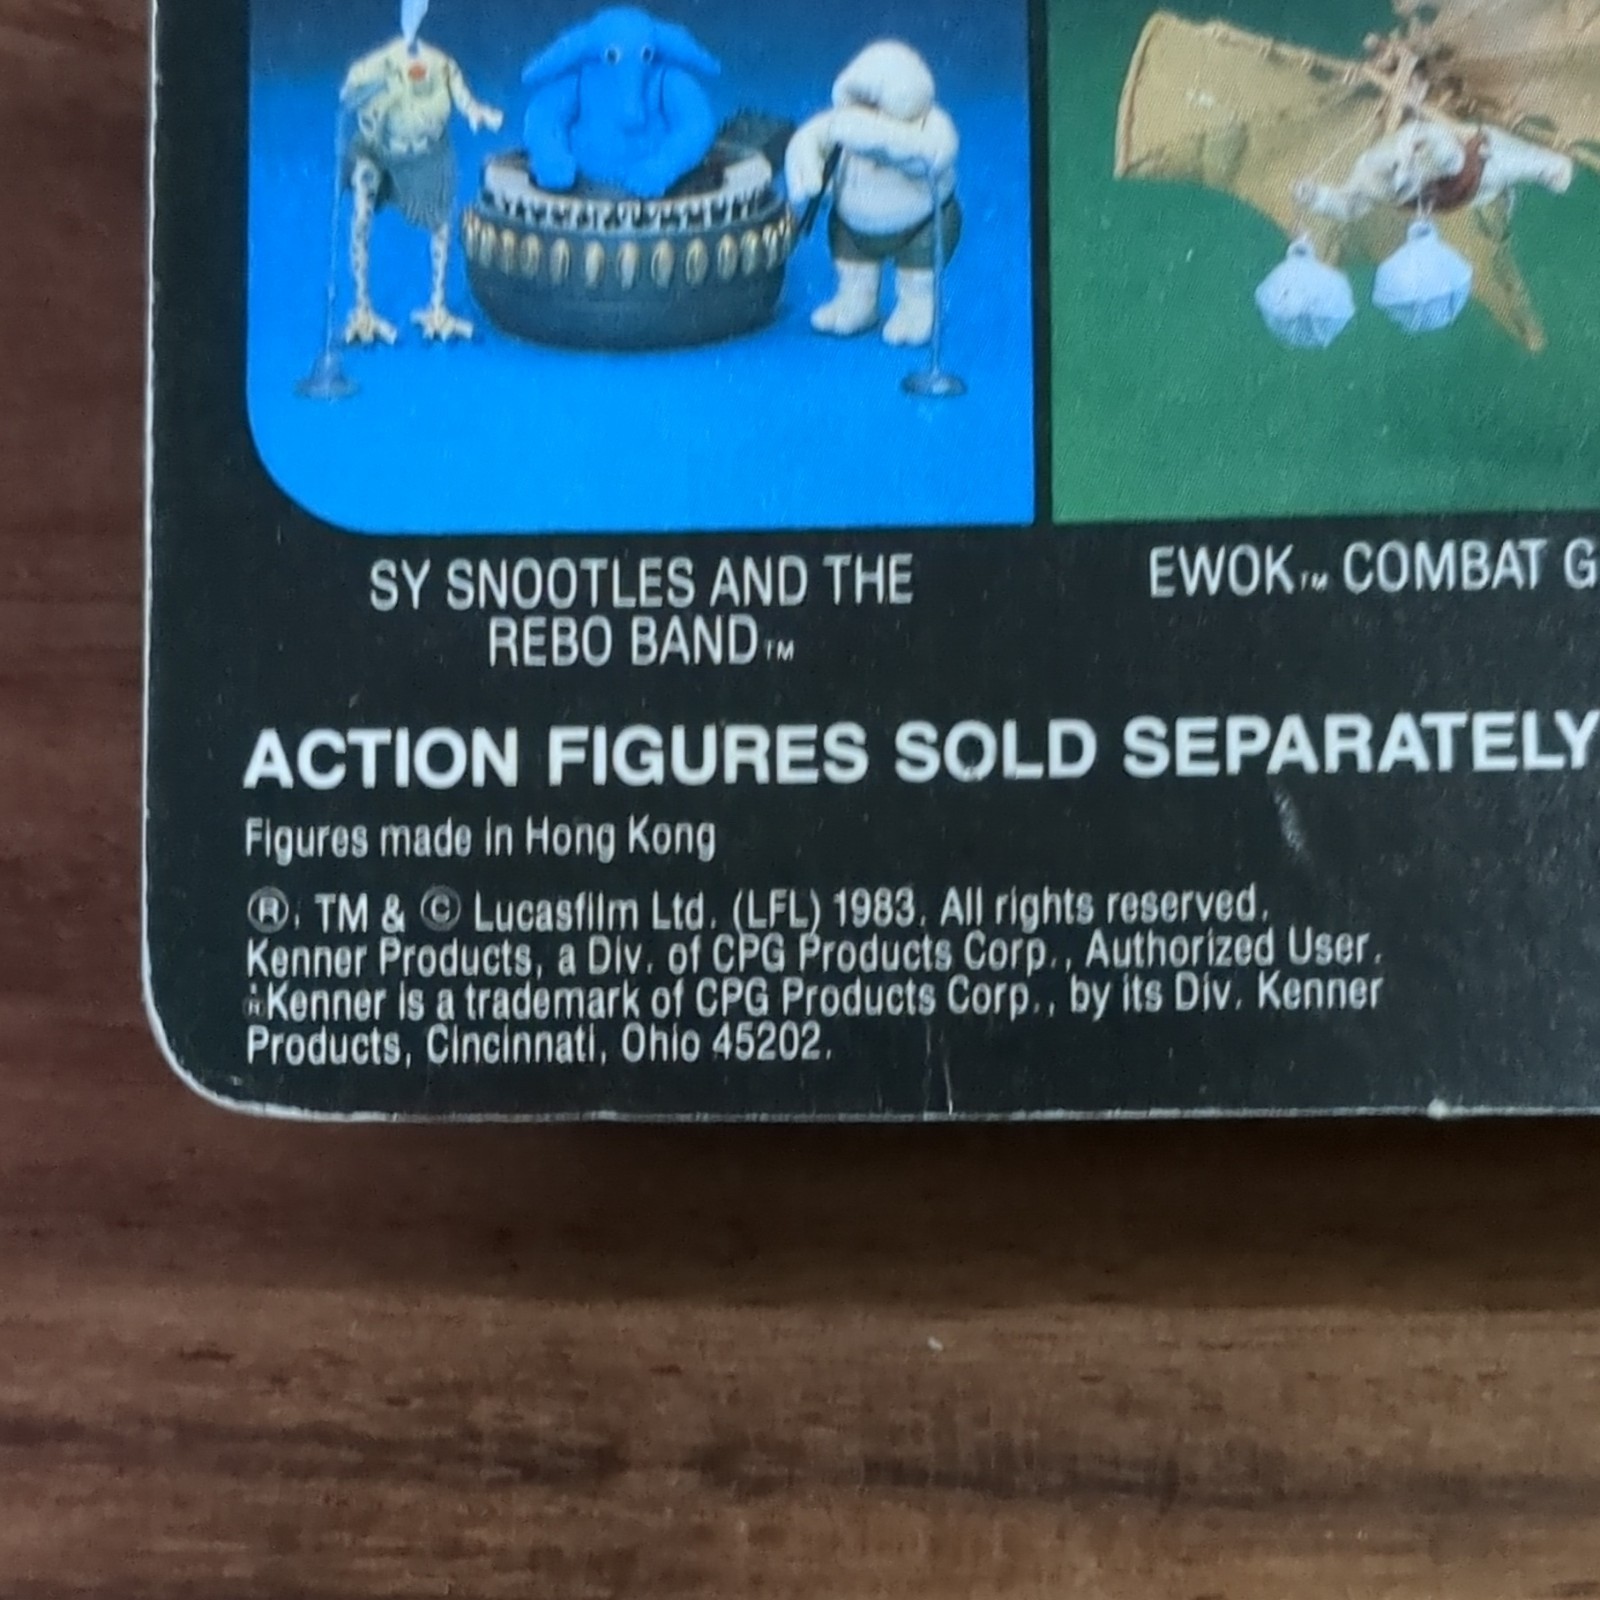 SY SNOOTLES AND THE
REBO BAND™
EWOK™ COMBAT G
ACTION FIGURES SOLD SEPARATELY
Figures made in Hong Kong
®, TM & © Lucasfilm Ltd. (LFL) 1983. All rights reserved.
Kenner Products, a Div. of CPG Products Corp., Authorized User.
Kenner is a trademark of CPG Products Corp., by its Div. Kenner
Products, Cincinnati, Ohio 45202.